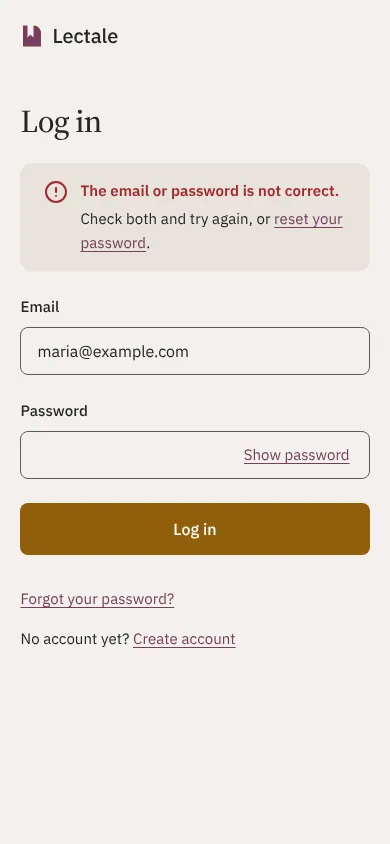 Lectale
Log in
The email or password is not correct.
Check both and try again, or reset your
password.
Email
maria@example.com
Password
Show password
Log in
Forgot your password?
No account yet? Create account